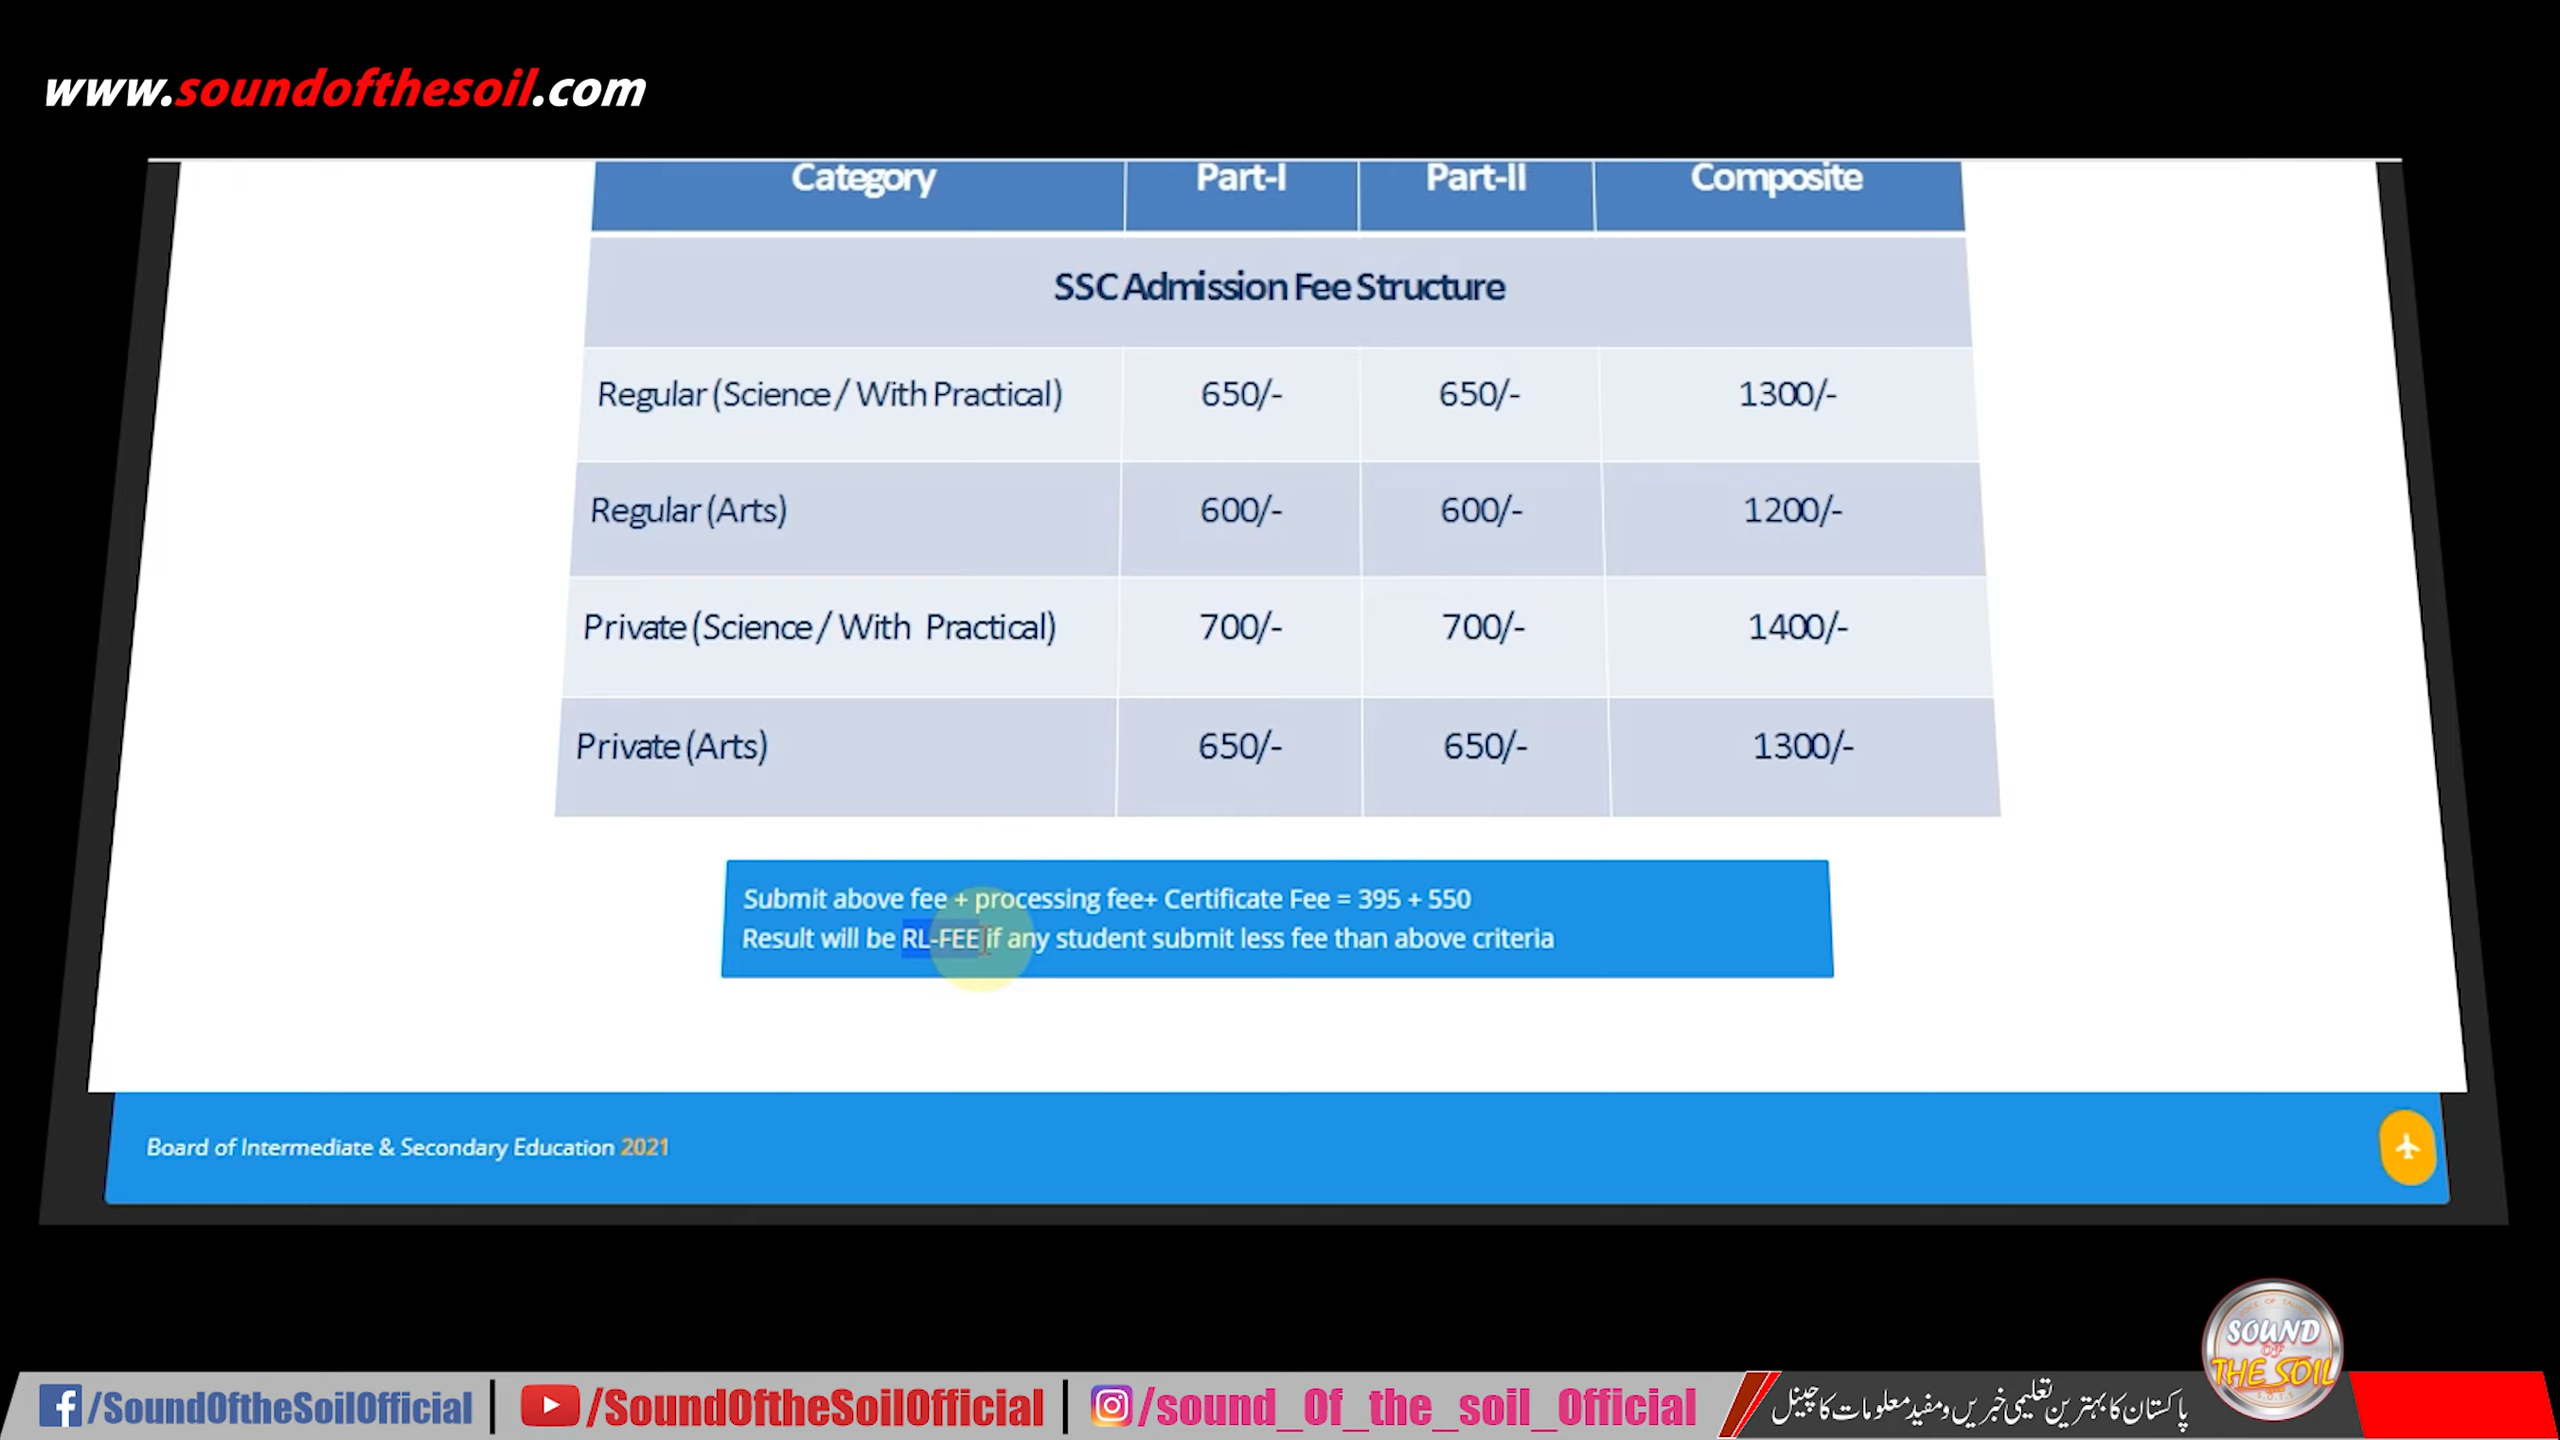 www.soundofthesoil.com
Category Part-I Part-II Composite
SSC Admission Fee Structure
Regular (Science / With Practical) 650/- 650/- 1300/-
Regular (Arts) 600/- 600/- 1200/-
Private (Science / With Practical) 700/- 700/- 1400/-
Private (Arts) 650/- 650/- 1300/-
Submit above fee + processing fee+ Certificate Fee = 395 + 550
Result will be RL-FEE if any student submit less fee than above criteria
Board of Intermediate & Secondary Education 2021
SOUND
OF
THE SOIL
/SoundOftheSoilOfficial | /SoundOftheSoilOfficial | /sound_Of_the_soil_Official
پاکستان کا بہترین تعلیمی خبریں و مفید معلومات کا چینل